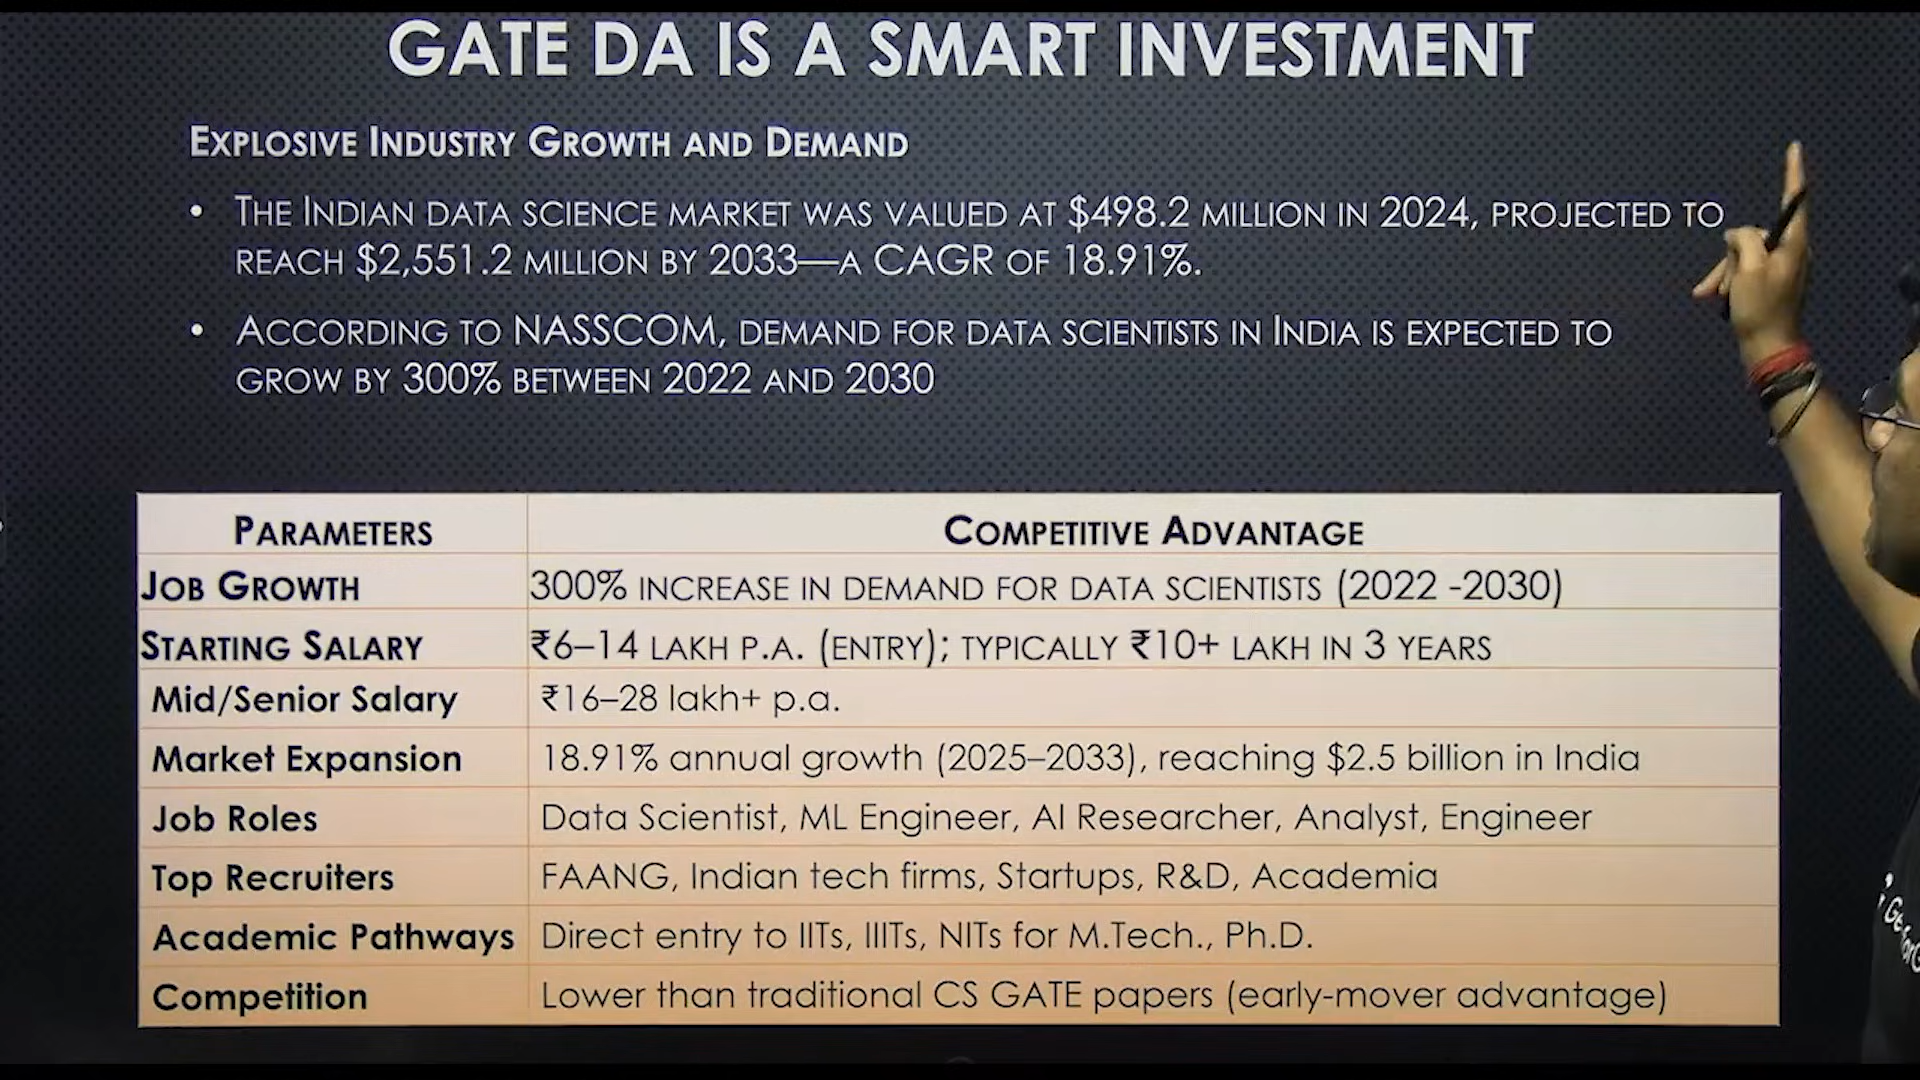 GATE DA IS A SMART INVESTMENT
EXPLOSIVE INDUSTRY GROWTH AND DEMAND
• THE INDIAN DATA SCIENCE MARKET WAS VALUED AT $498.2 MILLION IN 2024, PROJECTED TO
REACH $2,551.2 MILLION BY 2033—A CAGR OF 18.91%.
• ACCORDING TO NASSCOM, DEMAND FOR DATA SCIENTISTS IN INDIA IS EXPECTED TO
GROW BY 300% BETWEEN 2022 AND 2030
PARAMETERS COMPETITIVE ADVANTAGE
JOB GROWTH 300% INCREASE IN DEMAND FOR DATA SCIENTISTS (2022 -2030)
STARTING SALARY ₹6–14 LAKH P.A. (ENTRY); TYPICALLY ₹10+ LAKH IN 3 YEARS
Mid/Senior Salary ₹16–28 lakh+ p.a.
Market Expansion 18.91% annual growth (2025–2033), reaching $2.5 billion in India
Job Roles Data Scientist, ML Engineer, AI Researcher, Analyst, Engineer
Top Recruiters FAANG, Indian tech firms, Startups, R&D, Academia
Academic Pathways Direct entry to IITs, IIITs, NITs for M.Tech., Ph.D.
Competition Lower than traditional CS GATE papers (early-mover advantage)